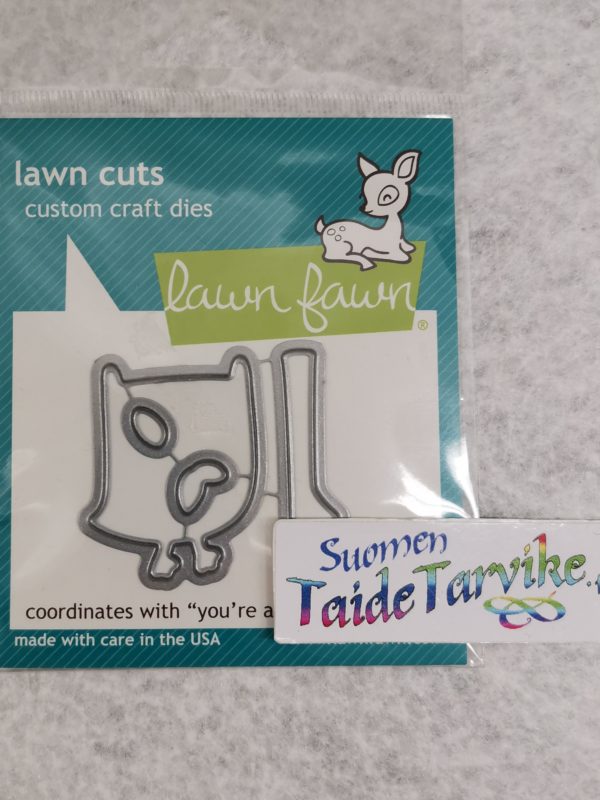 lawn cuts
custom craft dies
lawn fawn
®
coordinates with “you’re a
made with care in the USA
Suomen
TaideTarvike.